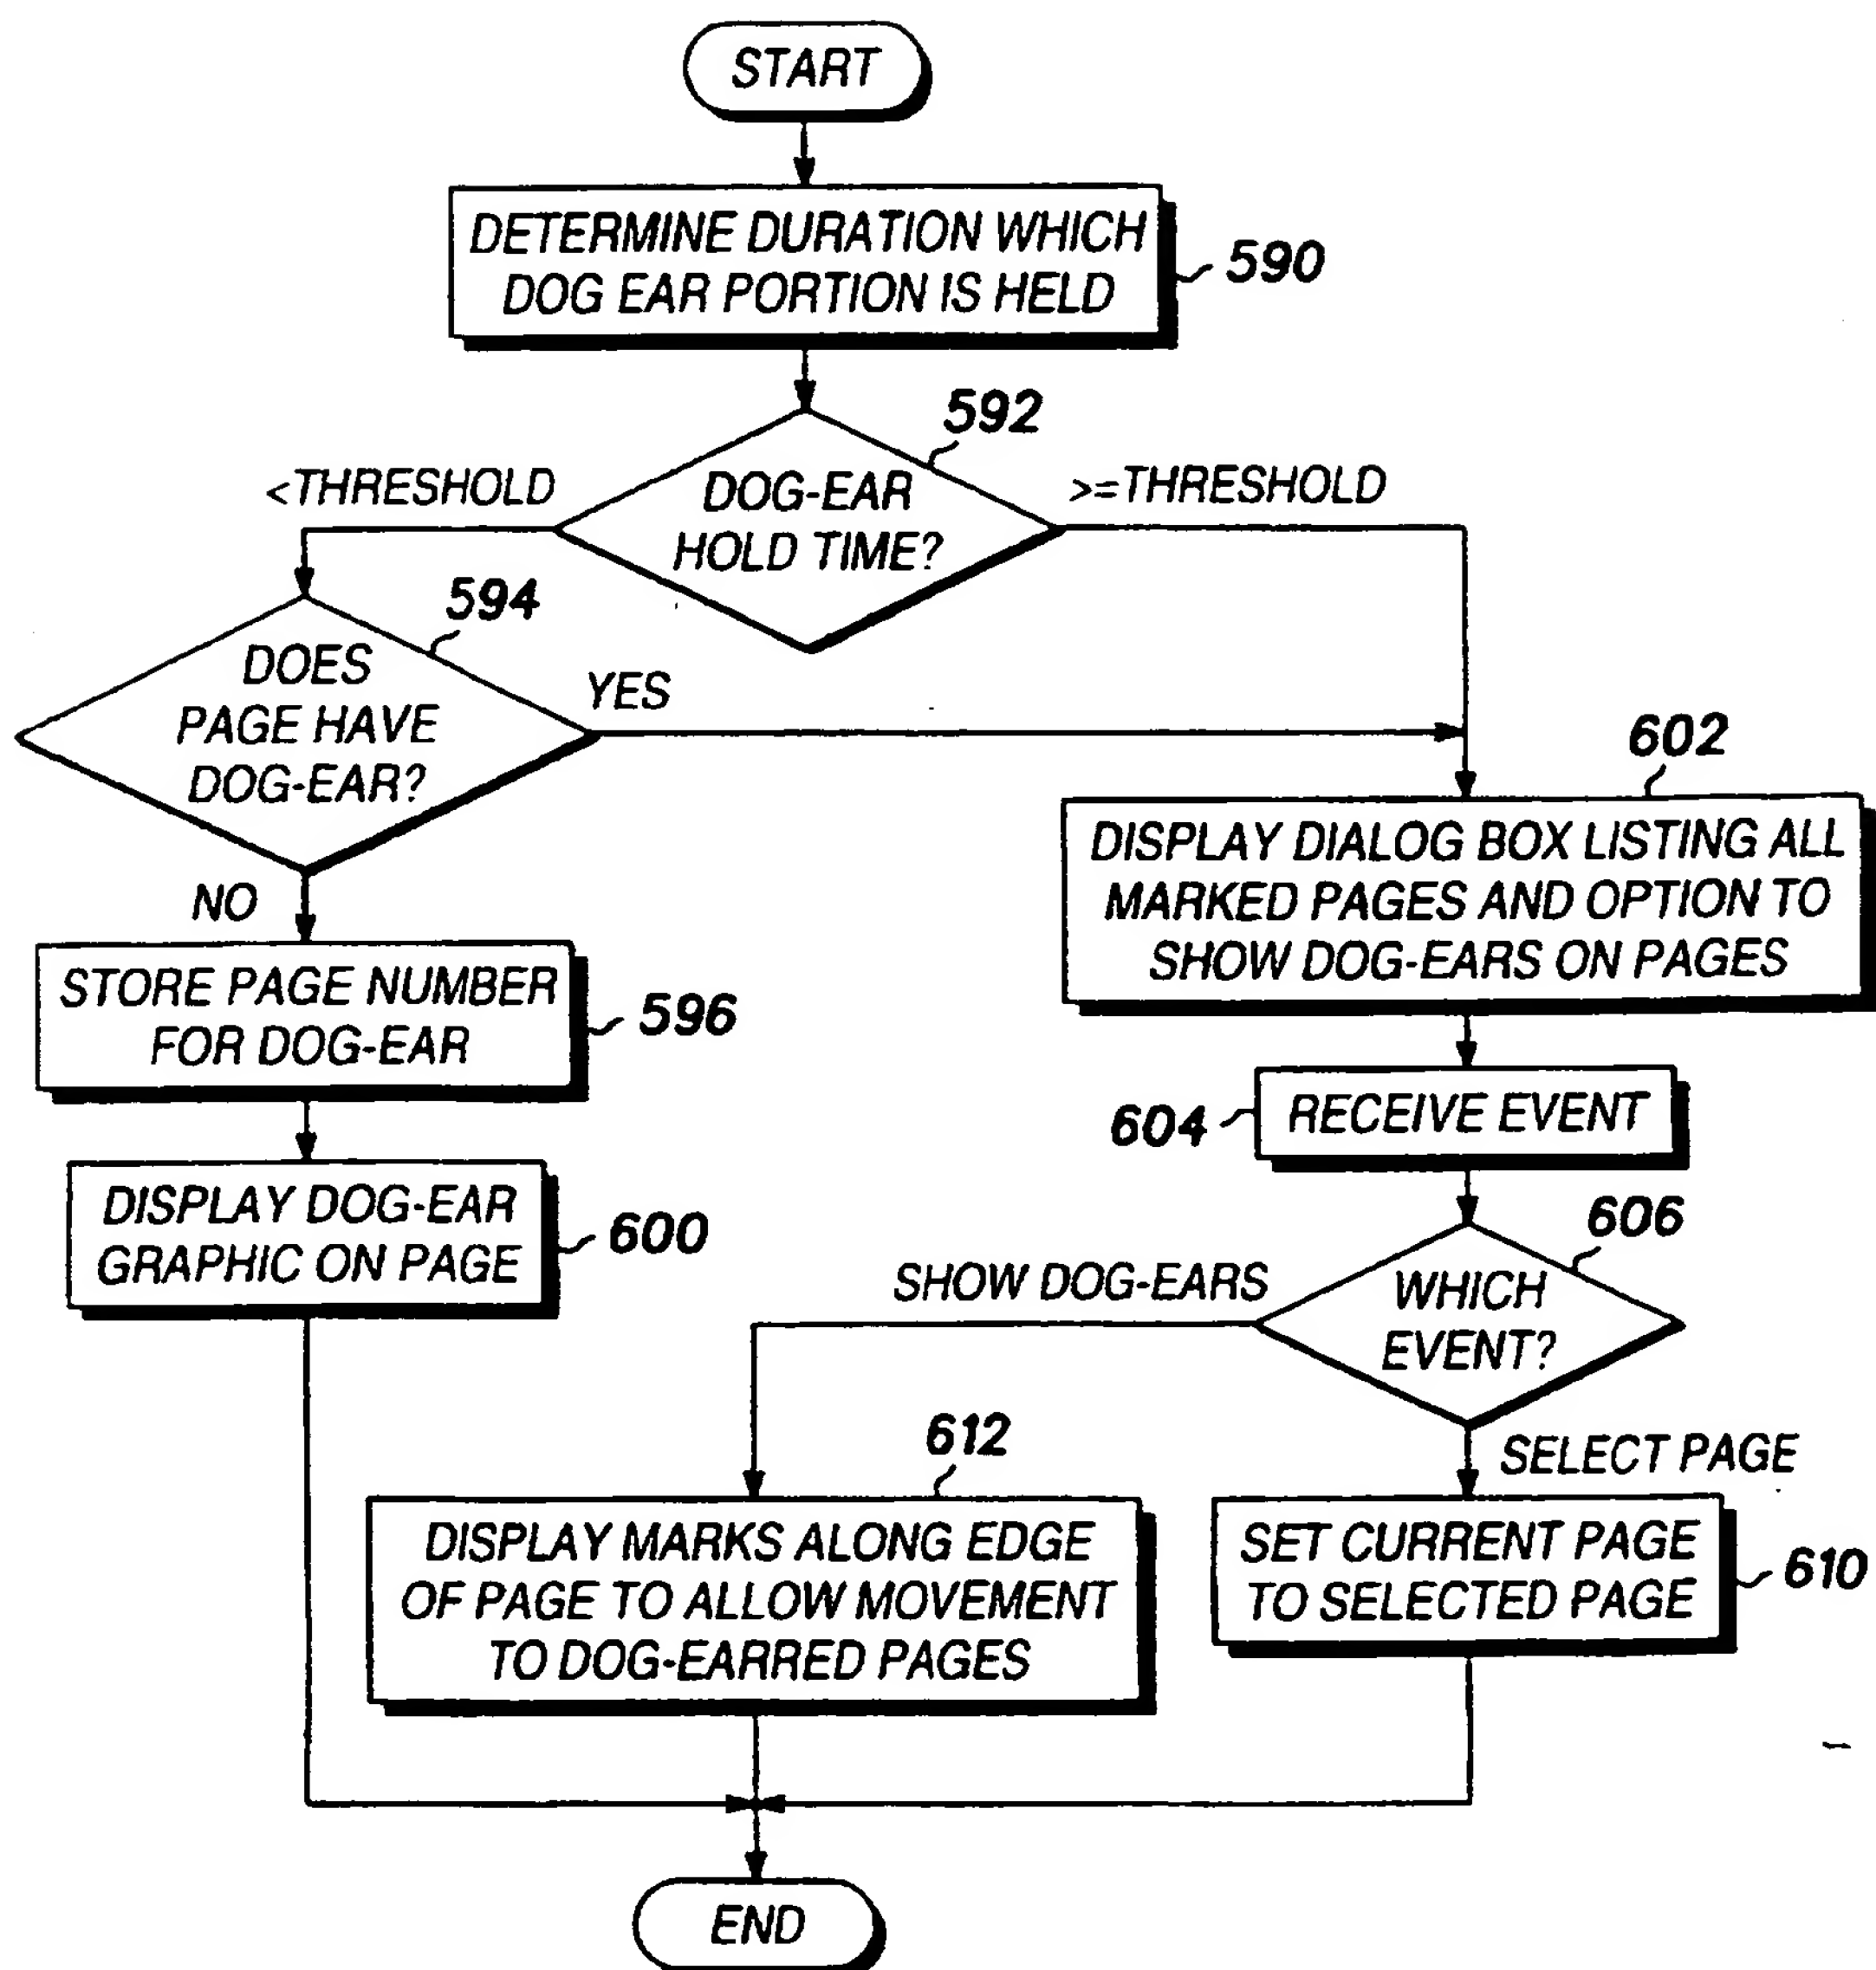 START
DETERMINE DURATION WHICH
DOG EAR PORTION IS HELD
590
592
<THRESHOLD
DOG-EAR
HOLD TIME?
>=THRESHOLD
594
DOES
PAGE HAVE
DOG-EAR?
YES
NO
602
DISPLAY DIALOG BOX LISTING ALL
MARKED PAGES AND OPTION TO
SHOW DOG-EARS ON PAGES
STORE PAGE NUMBER
FOR DOG-EAR
596
604
RECEIVE EVENT
DISPLAY DOG-EAR
GRAPHIC ON PAGE
600
606
SHOW DOG-EARS
WHICH
EVENT?
SELECT PAGE
612
DISPLAY MARKS ALONG EDGE
OF PAGE TO ALLOW MOVEMENT
TO DOG-EARRED PAGES
SET CURRENT PAGE
TO SELECTED PAGE
610
END